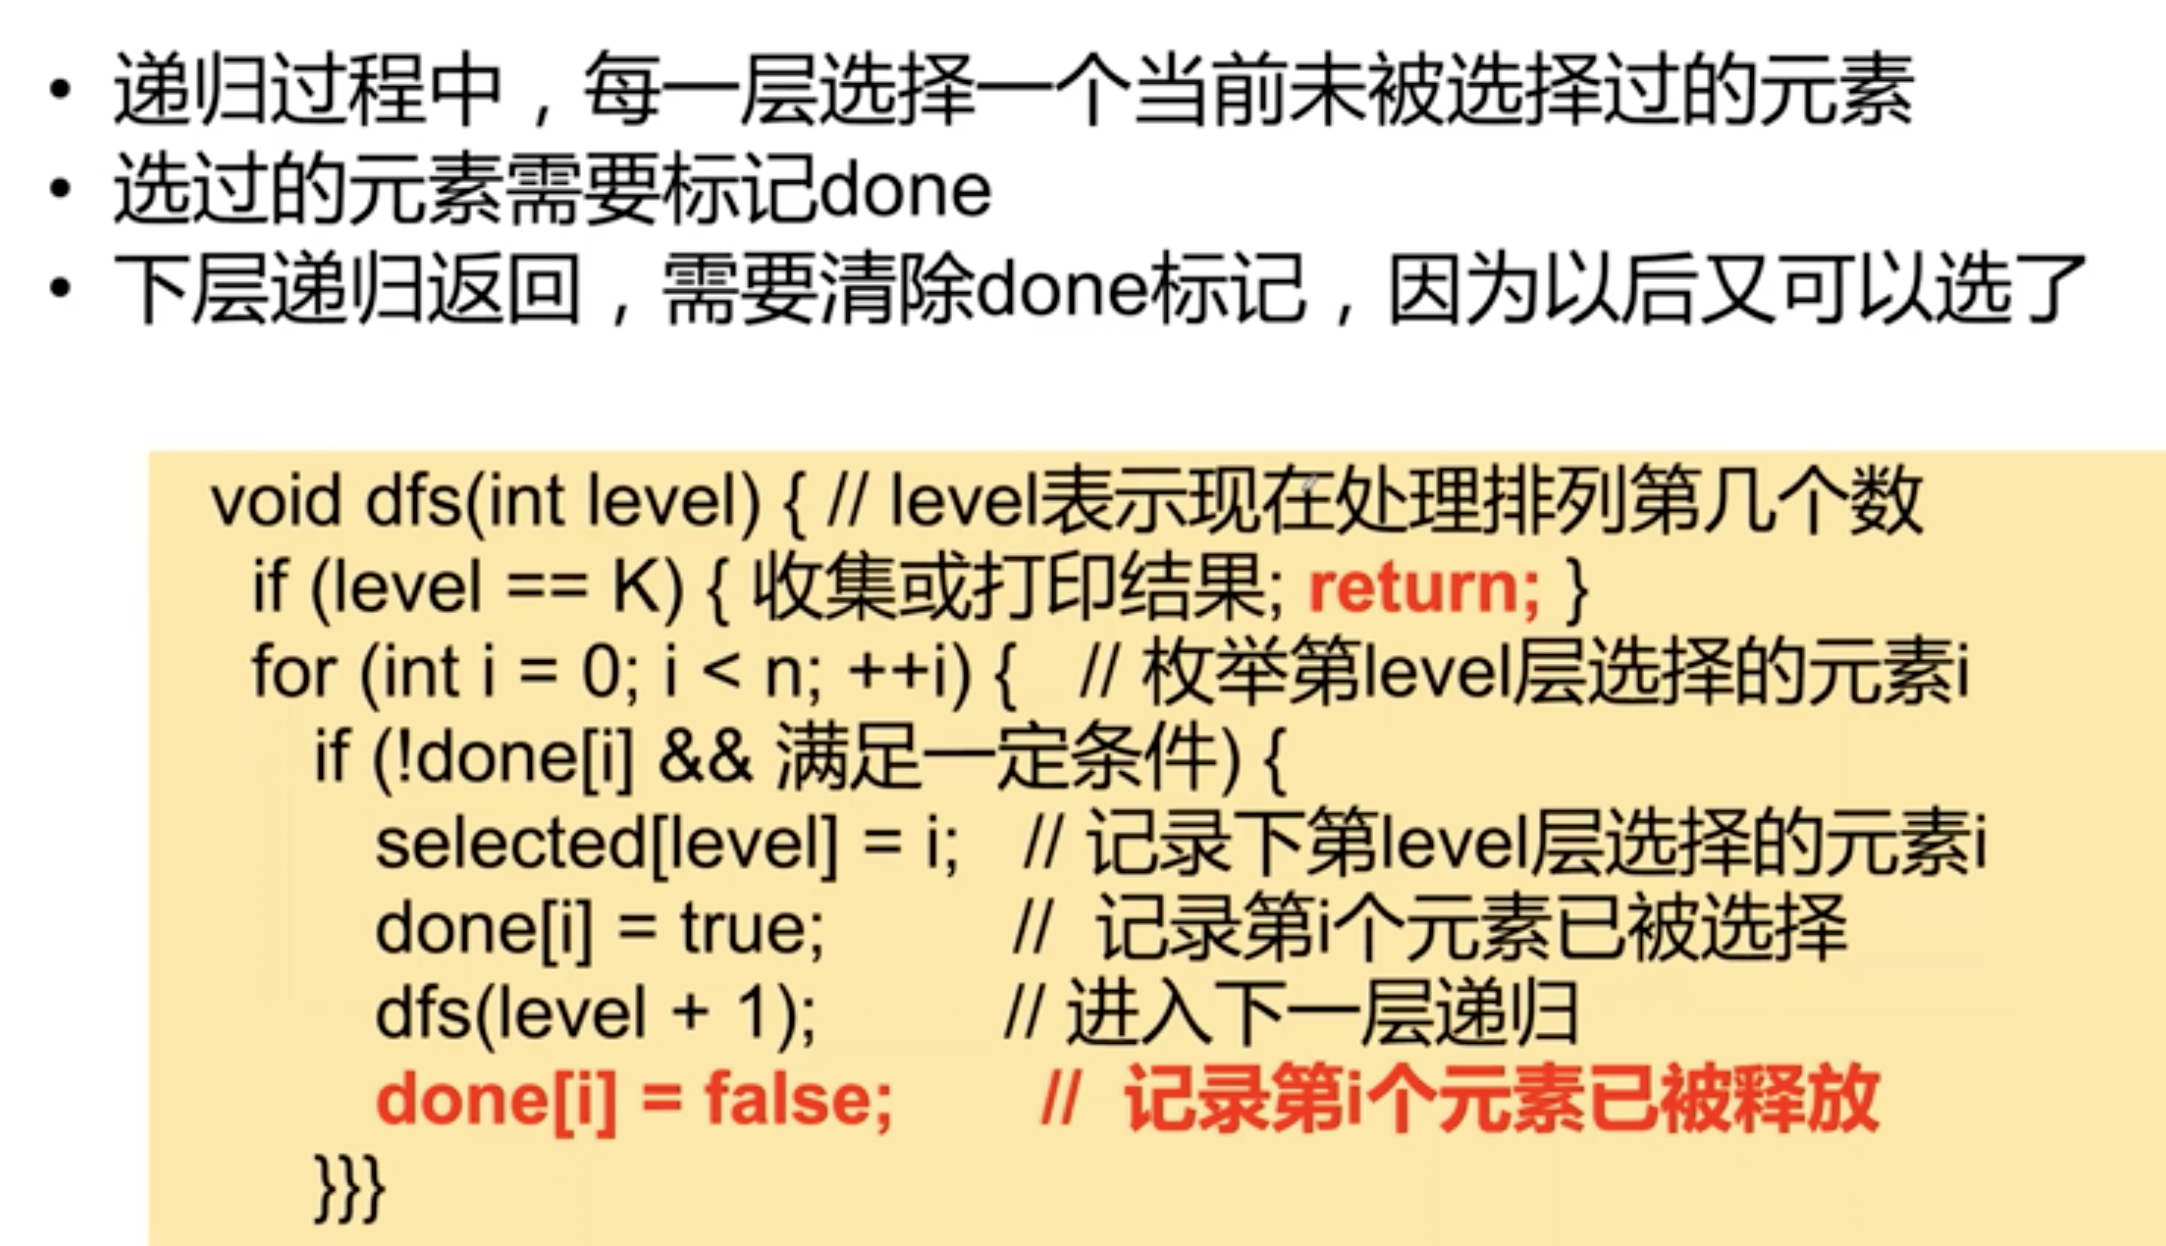 • 递归过程中，每一层选择一个当前未被选择过的元素
• 选过的元素需要标记done
• 下层递归返回，需要清除done标记，因为以后又可以选了
void dfs(int level) { // level表示现在处理排列第几个数
if (level == K) { 收集或打印结果; return; }
for (int i = 0; i < n; ++i) { // 枚举第level层选择的元素i
if (!done[i] && 满足一定条件) {
selected[level] = i; // 记录下第level层选择的元素i
done[i] = true; // 记录第i个元素已被选择
dfs(level + 1); // 进入下一层递归
done[i] = false; // 记录第i个元素已被释放
}}}